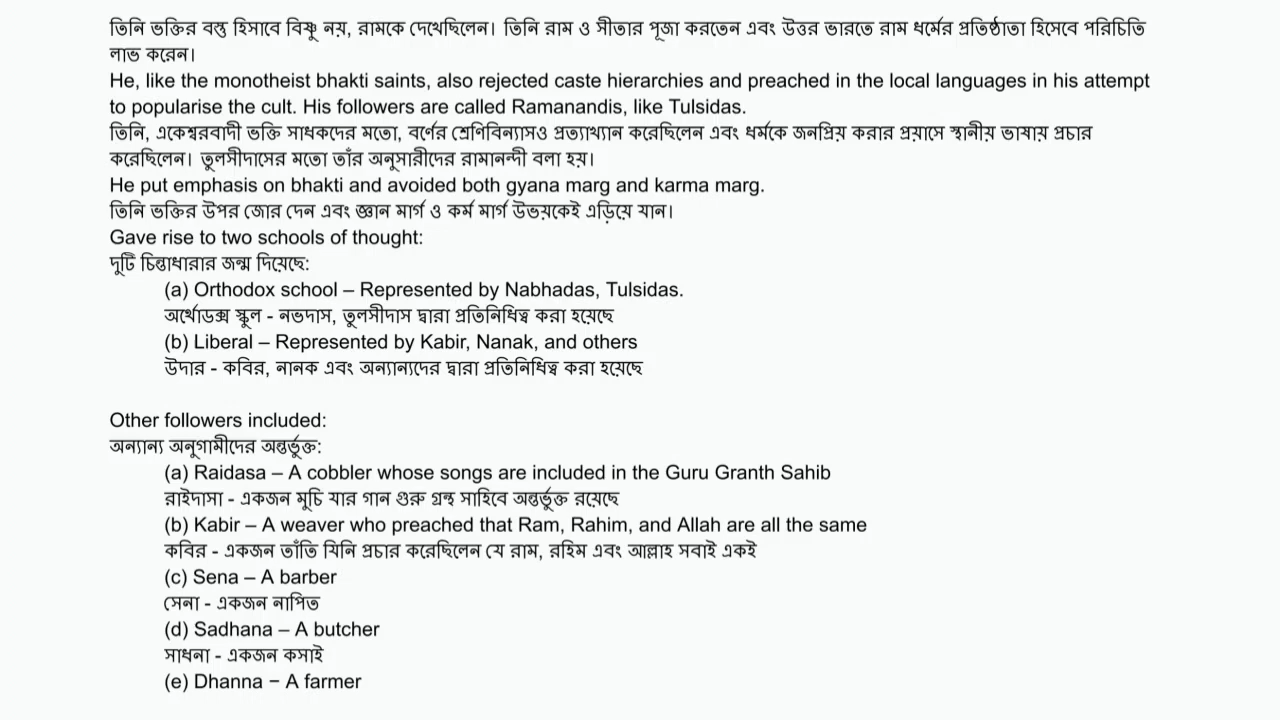 তিনি ভক্তির বস্তু হিসাবে বিষ্ণু নয়, রামকে দেখেছিলেন। তিনি রাম ও সীতার পূজা করতেন এবং উত্তর ভারতে রাম ধর্মের প্রতিষ্ঠাতা হিসেবে পরিচিতি
লাভ করেন।
He, like the monotheist bhakti saints, also rejected caste hierarchies and preached in the local languages in his attempt
to popularise the cult. His followers are called Ramanandis, like Tulsidas.
তিনি, একেশ্বরবাদী ভক্তি সাধকদের মতো, বর্ণের শ্রেণিবিন্যাসও প্রত্যাখ্যান করেছিলেন এবং ধর্মকে জনপ্রিয় করার প্রয়াসে স্থানীয় ভাষায় প্রচার
করেছিলেন। তুলসীদাসের মতো তাঁর অনুসারীদের রামানন্দী বলা হয়।
He put emphasis on bhakti and avoided both gyana marg and karma marg.
তিনি ভক্তির উপর জোর দেন এবং জ্ঞান মার্গ ও কর্ম মার্গ উভয়কেই এড়িয়ে যান।
Gave rise to two schools of thought:
দুটি চিন্তাধারার জন্ম দিয়েছে:
(a) Orthodox school – Represented by Nabhadas, Tulsidas.
অর্থোডক্স স্কুল - নভদাস, তুলসীদাস দ্বারা প্রতিনিধিত্ব করা হয়েছে
(b) Liberal – Represented by Kabir, Nanak, and others
উদার - কবির, নানক এবং অন্যান্যদের দ্বারা প্রতিনিধিত্ব করা হয়েছে
Other followers included:
অন্যান্য অনুগামীদের অন্তর্ভুক্ত:
(a) Raidasa – A cobbler whose songs are included in the Guru Granth Sahib
রাইদাসা - একজন মুচি যার গান গুরু গ্রন্থ সাহিবে অন্তর্ভুক্ত রয়েছে
(b) Kabir – A weaver who preached that Ram, Rahim, and Allah are all the same
কবির - একজন তাঁতি যিনি প্রচার করেছিলেন যে রাম, রহিম এবং আল্লাহ সবাই একই
(c) Sena – A barber
সেনা - একজন নাপিত
(d) Sadhana – A butcher
সাধনা - একজন কসাই
(e) Dhanna – A farmer